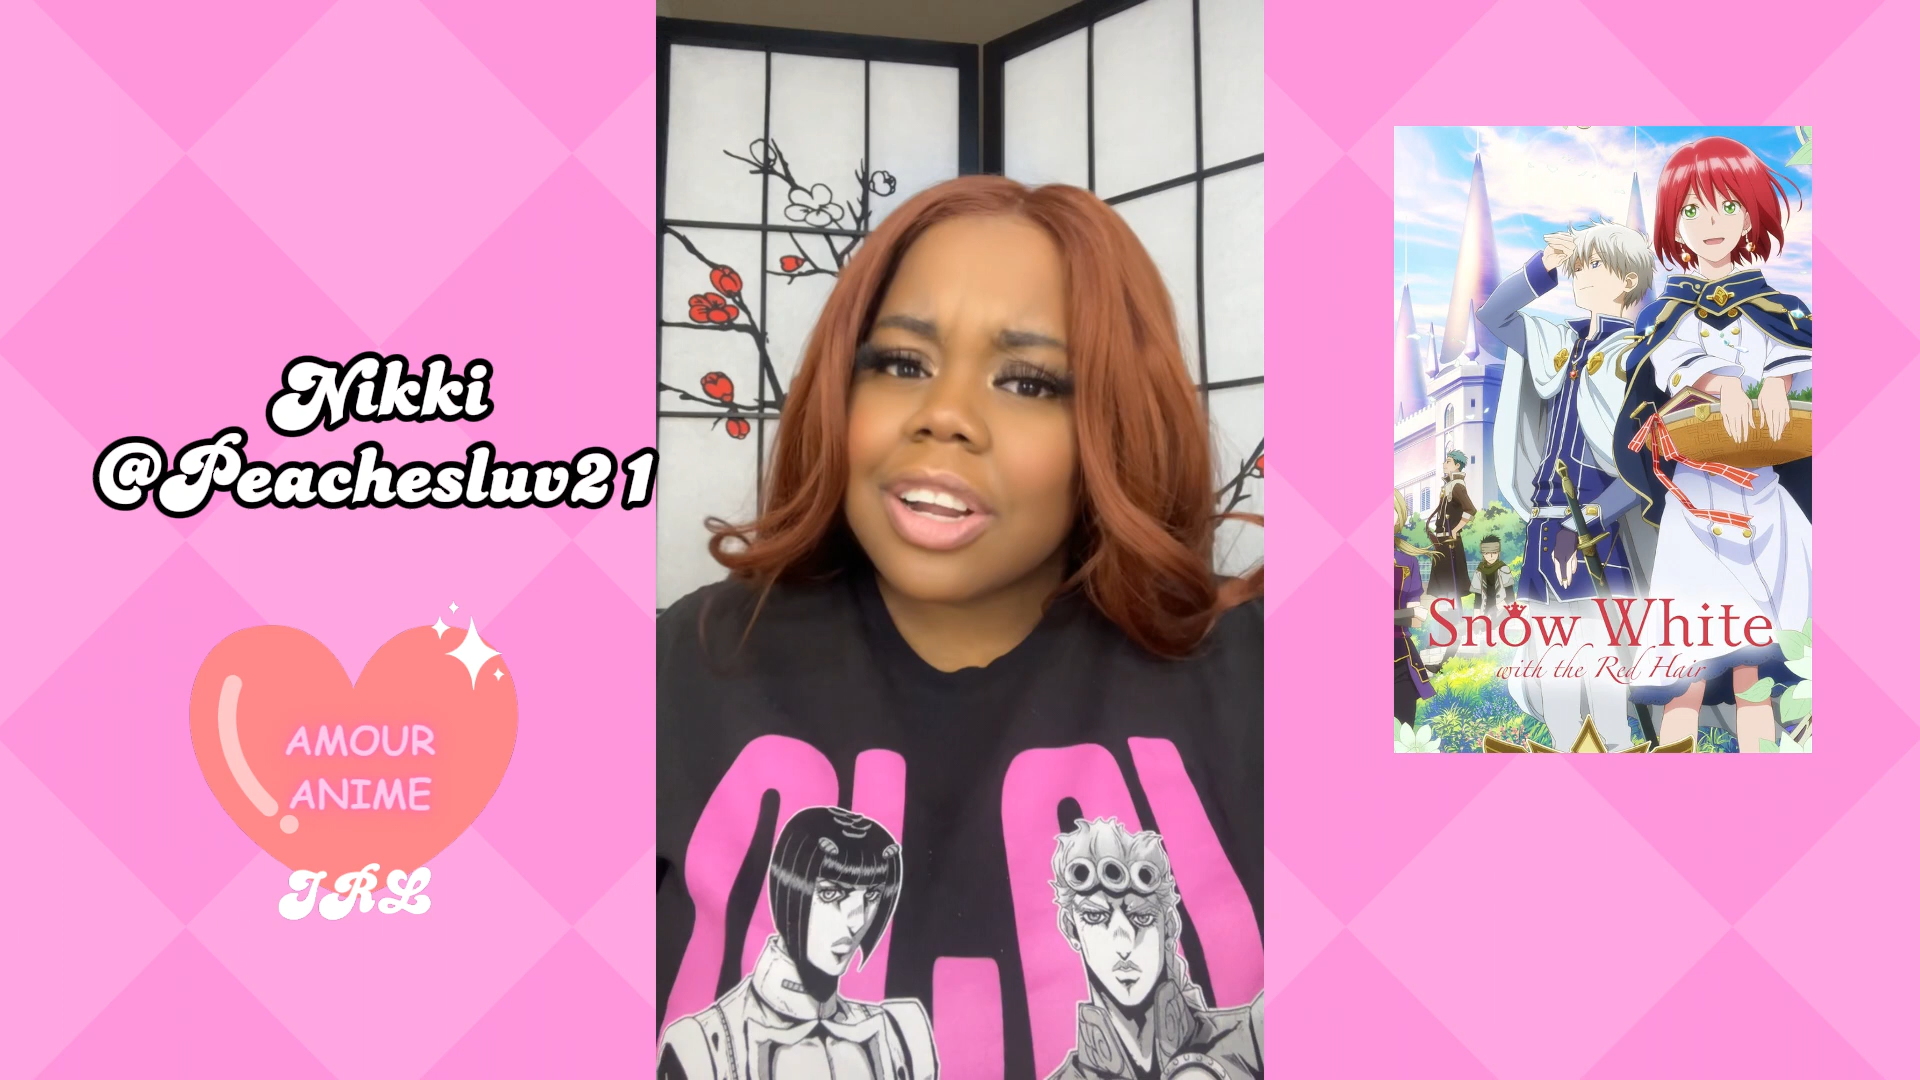 Nikki
@Peachesluv21
AMOUR
ANIME
IRL
Snow White
with the Red Hair